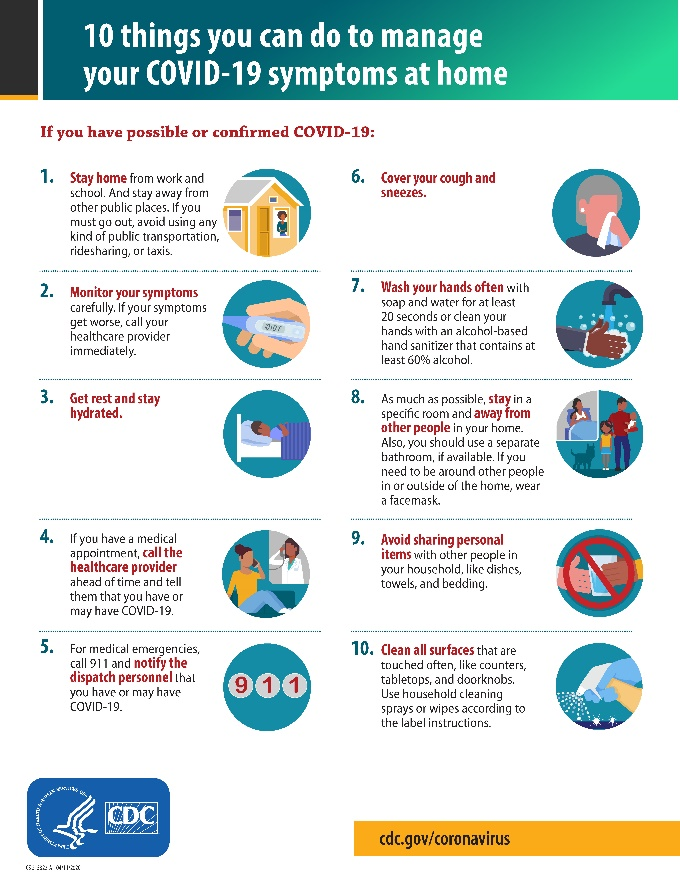 10 things you can do to manage
your COVID-19 symptoms at home
If you have possible or confirmed COVID-19:
1. Stay home from work and
school. And stay away from
other public places. If you
must go out, avoid using any
kind of public transportation,
ridesharing, or taxis.
2. Monitor your symptoms
carefully. If your symptoms
get worse, call your
healthcare provider
immediately.
3. Get rest and stay
hydrated.
4. If you have a medical
appointment, call the
healthcare provider
ahead of time and tell
them that you have or
may have COVID-19.
5. For medical emergencies,
call 911 and notify the
dispatch personnel that
you have or may have
COVID-19.
911
6. Cover your cough and
sneezes.
7. Wash your hands often with
soap and water for at least
20 seconds or clean your
hands with an alcohol-based
hand sanitizer that contains at
least 60% alcohol.
8. As much as possible, stay in a
specific room and away from
other people in your home.
Also, you should use a separate
bathroom, if available. If you
need to be around other people
in or outside of the home, wear
a facemask.
9. Avoid sharing personal
items with other people in
your household, like dishes,
towels, and bedding.
10. Clean all surfaces that are
touched often, like counters,
tabletops, and doorknobs.
Use household cleaning
sprays or wipes according to
the label instructions.
CDC
cdc.gov/coronavirus